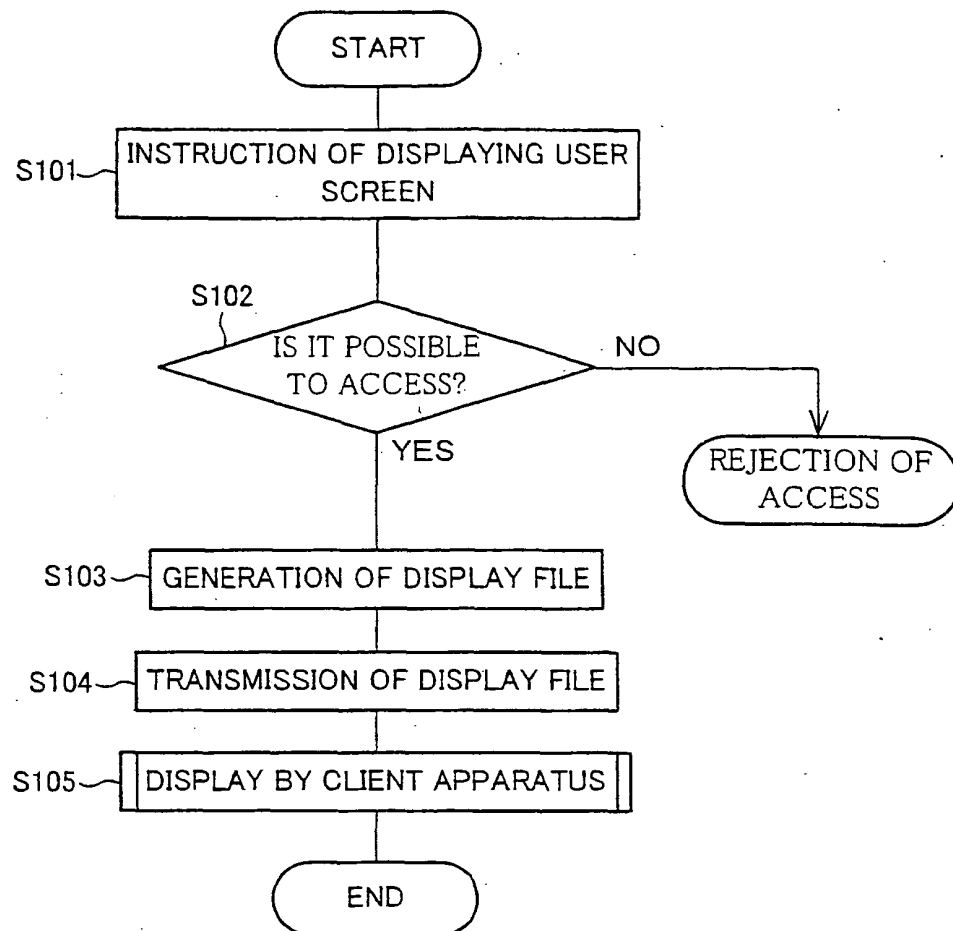 START
S101
INSTRUCTION OF DISPLAYING USER
SCREEN
S102
IS IT POSSIBLE
TO ACCESS?
NO
YES
REJECTION OF
ACCESS
S103
GENERATION OF DISPLAY FILE
S104
TRANSMISSION OF DISPLAY FILE
S105
DISPLAY BY CLIENT APPARATUS
END